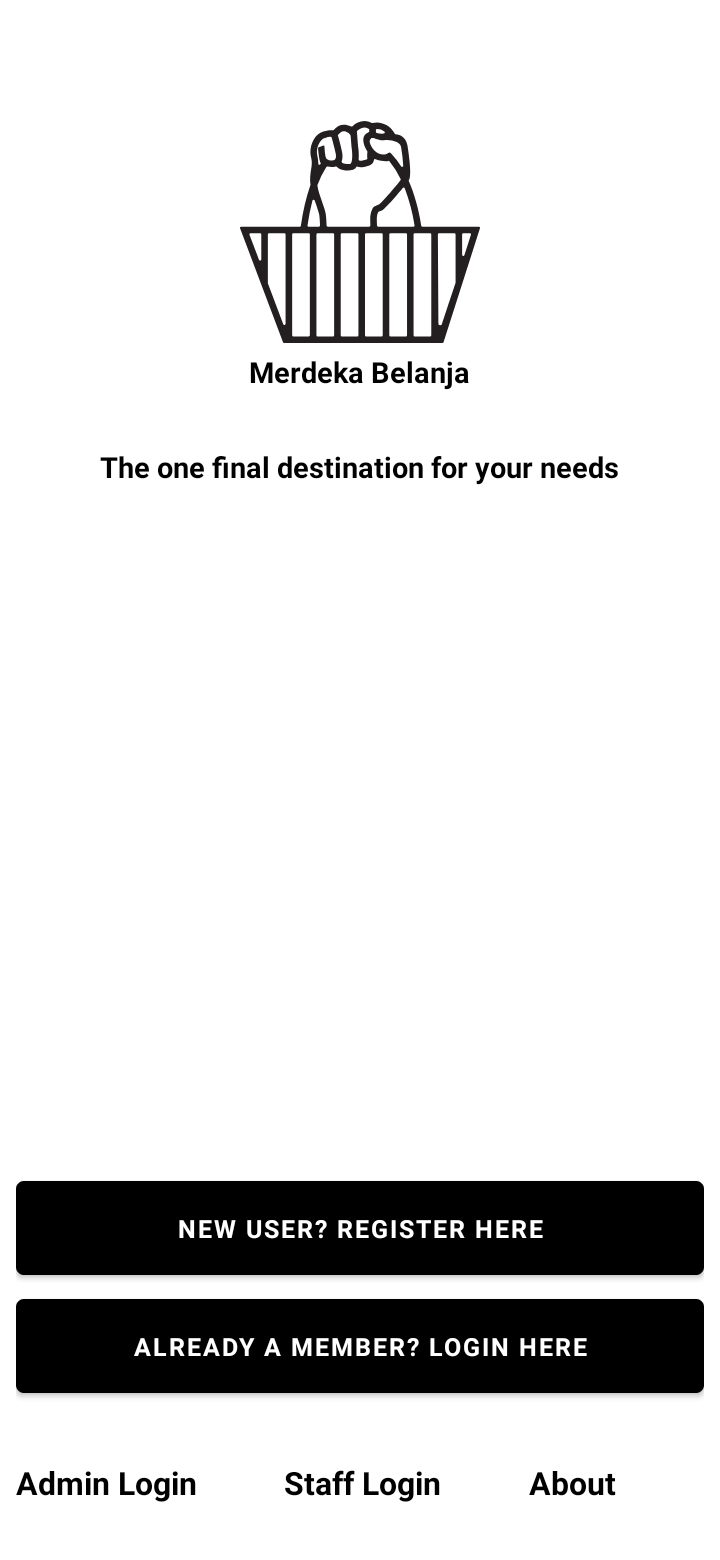 Merdeka Belanja
The one final destination for your needs
NEW USER? REGISTER HERE
ALREADY A MEMBER? LOGIN HERE
Admin Login Staff Login About